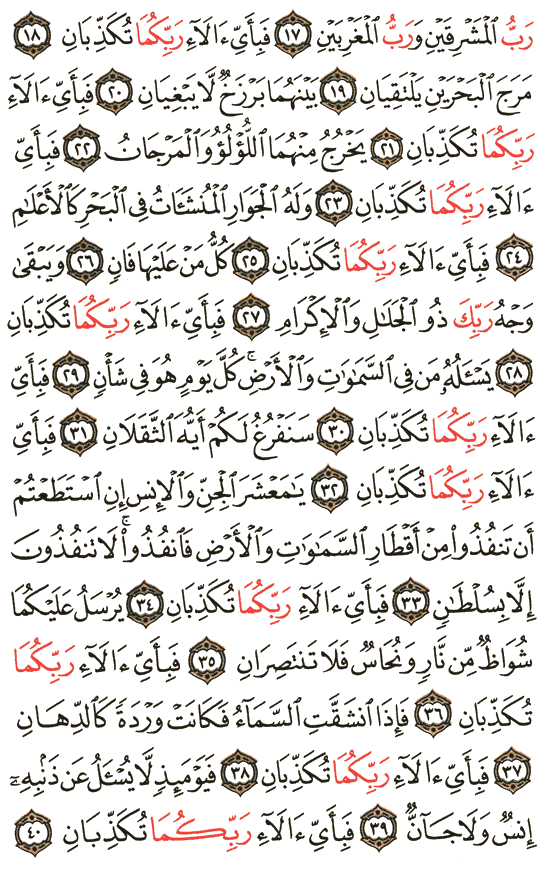 رَبُّ ٱلْمَشْرِقَيْنِ وَرَبُّ ٱلْمَغْرِبَيْنِ ١٧ فَبِأَيِّ ءَالَآءِ رَبِّكُمَا تُكَذِّبَانِ ١٨
مَرَجَ ٱلْبَحْرَيْنِ يَلْتَقِيَانِ ١٩ بَيْنَهُمَا بَرْزَخٌ لَّا يَبْغِيَانِ ٢٠ فَبِأَيِّ ءَالَآءِ
رَبِّكُمَا تُكَذِّبَانِ ٢١ يَخْرُجُ مِنْهُمَا ٱللُّؤْلُؤُ وَٱلْمَرْجَانُ ٢٢ فَبِأَيِّ
ءَالَآءِ رَبِّكُمَا تُكَذِّبَانِ ٢٣ وَلَهُ ٱلْجَوَارِ ٱلْمُنشَـَٔاتُ فِى ٱلْبَحْرِ كَٱلْأَعْلَٰمِ
٢٤ فَبِأَيِّ ءَالَآءِ رَبِّكُمَا تُكَذِّبَانِ ٢٥ كُلُّ مَنْ عَلَيْهَا فَانٍ ٢٦ وَيَبْقَىٰ
وَجْهُ رَبِّكَ ذُو ٱلْجَلَٰلِ وَٱلْإِكْرَامِ ٢٧ فَبِأَيِّ ءَالَآءِ رَبِّكُمَا تُكَذِّبَانِ
٢٨ يَسْـَٔلُهُۥ مَن فِى ٱلسَّمَٰوَٰتِ وَٱلْأَرْضِ ۚ كُلَّ يَوْمٍ هُوَ فِى شَأْنٍ ٢٩ فَبِأَيِّ
ءَالَآءِ رَبِّكُمَا تُكَذِّبَانِ ٣٠ سَنَفْرُغُ لَكُمْ أَيُّهَ ٱلثَّقَلَانِ ٣١ فَبِأَيِّ
ءَالَآءِ رَبِّكُمَا تُكَذِّبَانِ ٣٢ يَٰمَعْشَرَ ٱلْجِنِّ وَٱلْإِنسِ إِنِ ٱسْتَطَعْتُمْ
أَن تَنفُذُوا۟ مِنْ أَقْطَارِ ٱلسَّمَٰوَٰتِ وَٱلْأَرْضِ فَٱنفُذُوا۟ ۚ لَا تَنفُذُونَ
إِلَّا بِسُلْطَٰنٍ ٣٣ فَبِأَيِّ ءَالَآءِ رَبِّكُمَا تُكَذِّبَانِ ٣٤ يُرْسَلُ عَلَيْكُمَا
شُوَاظٌ مِّن نَّارٍ وَنُحَاسٌ فَلَا تَنتَصِرَانِ ٣٥ فَبِأَيِّ ءَالَآءِ رَبِّكُمَا
تُكَذِّبَانِ ٣٦ فَإِذَا ٱنشَقَّتِ ٱلسَّمَآءُ فَكَانَتْ وَرْدَةً كَٱلدِّهَانِ
٣٧ فَبِأَيِّ ءَالَآءِ رَبِّكُمَا تُكَذِّبَانِ ٣٨ فَيَوْمَئِذٍ لَّا يُسْـَٔلُ عَن ذَنۢبِهِۦٓ
إِنسٌ وَلَا جَآنٌّ ٣٩ فَبِأَيِّ ءَالَآءِ رَبِّكُمَا تُكَذِّبَانِ ٤٠